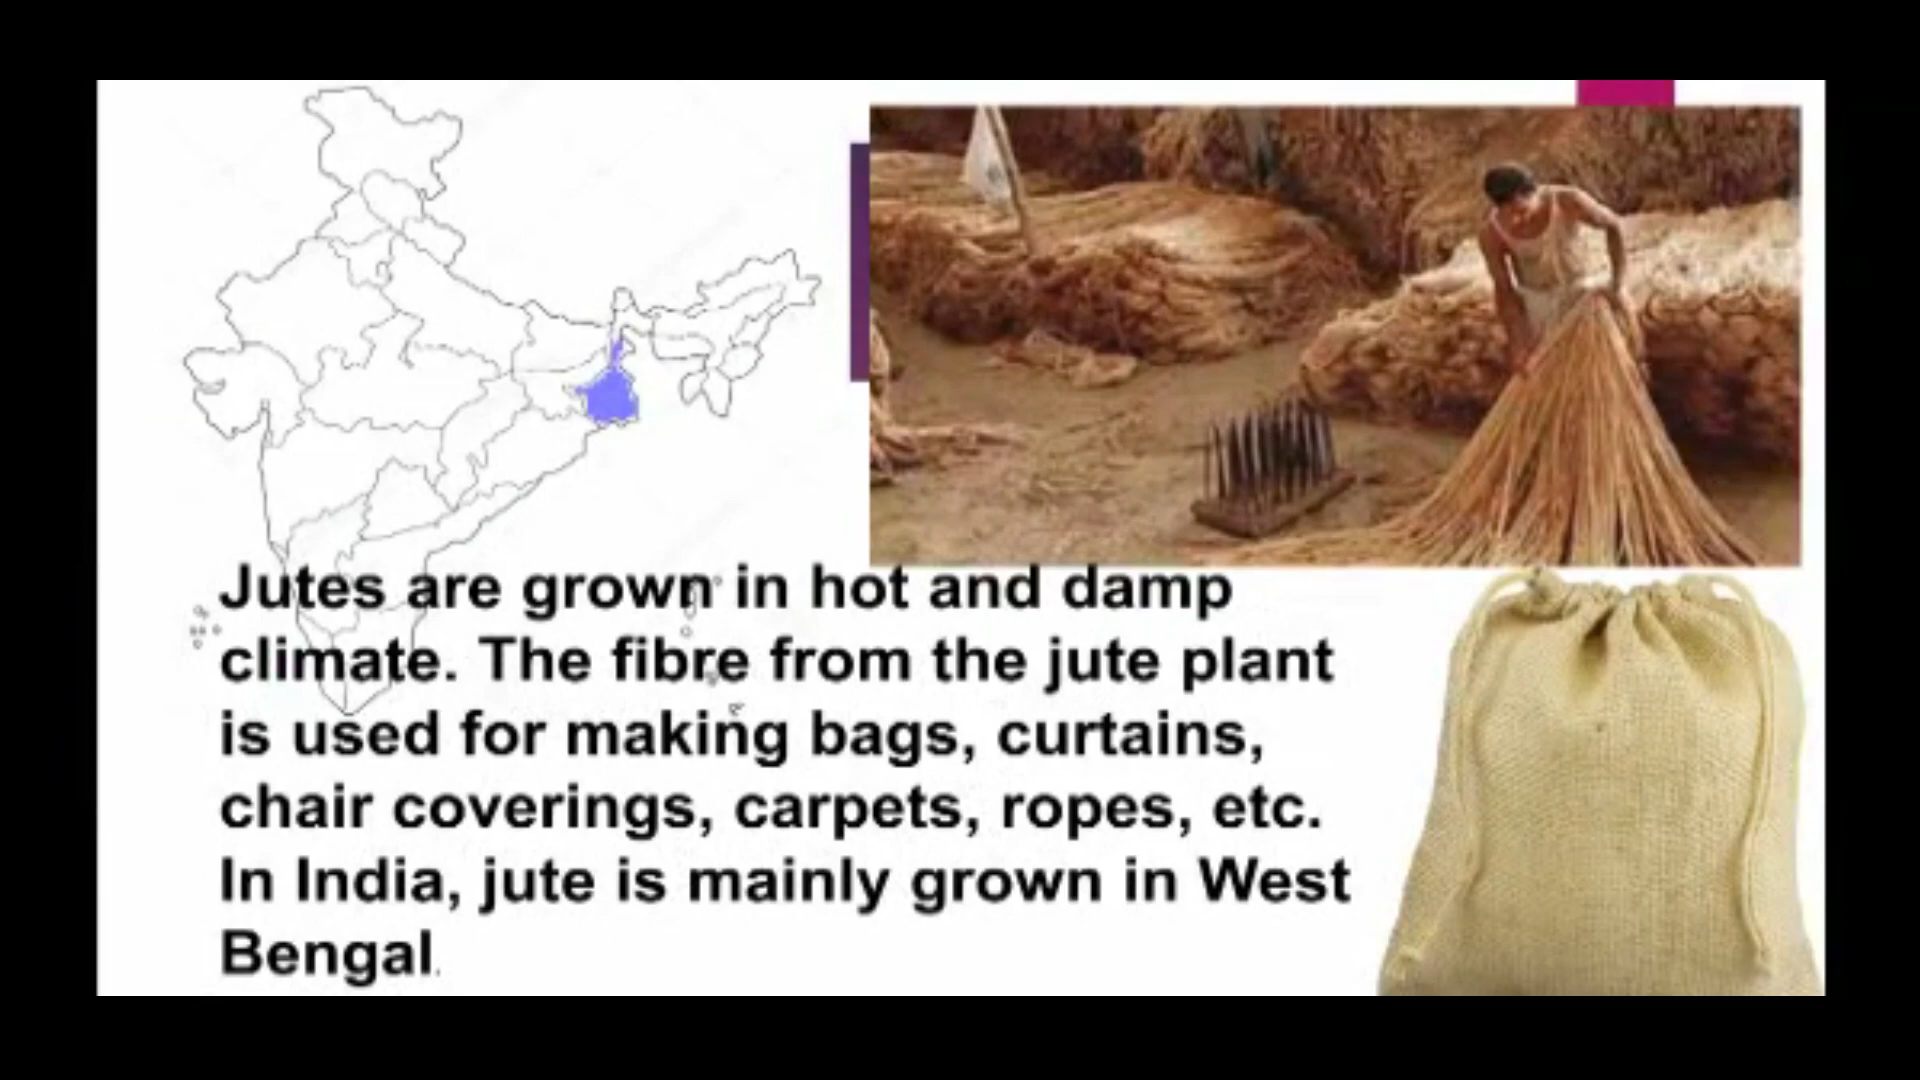 Jutes are grown in hot and damp
climate. The fibre from the jute plant
is used for making bags, curtains,
chair coverings, carpets, ropes, etc.
In India, jute is mainly grown in West
Bengal.